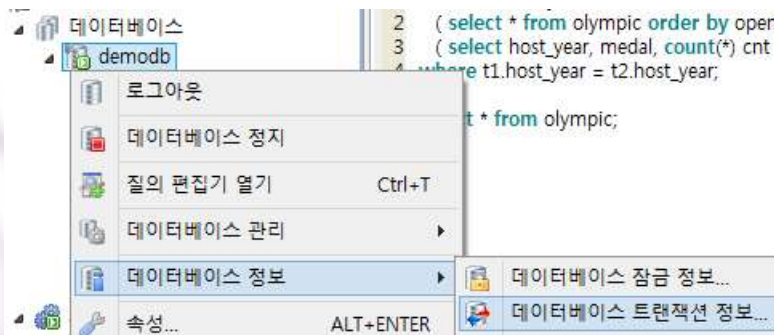 데이터베이스
demodb
2 ( select * from olympic order by open
3 ( select host_year, medal, count(*) cnt
4 where t1.host_year = t2.host_year;
t * from olympic;
로그아웃
데이터베이스 정지
질의 편집기 열기 Ctrl+T
데이터베이스 관리
데이터베이스 정보
데이터베이스 잠금 정보...
데이터베이스 트랜잭션 정보...
속성... ALT+ENTER